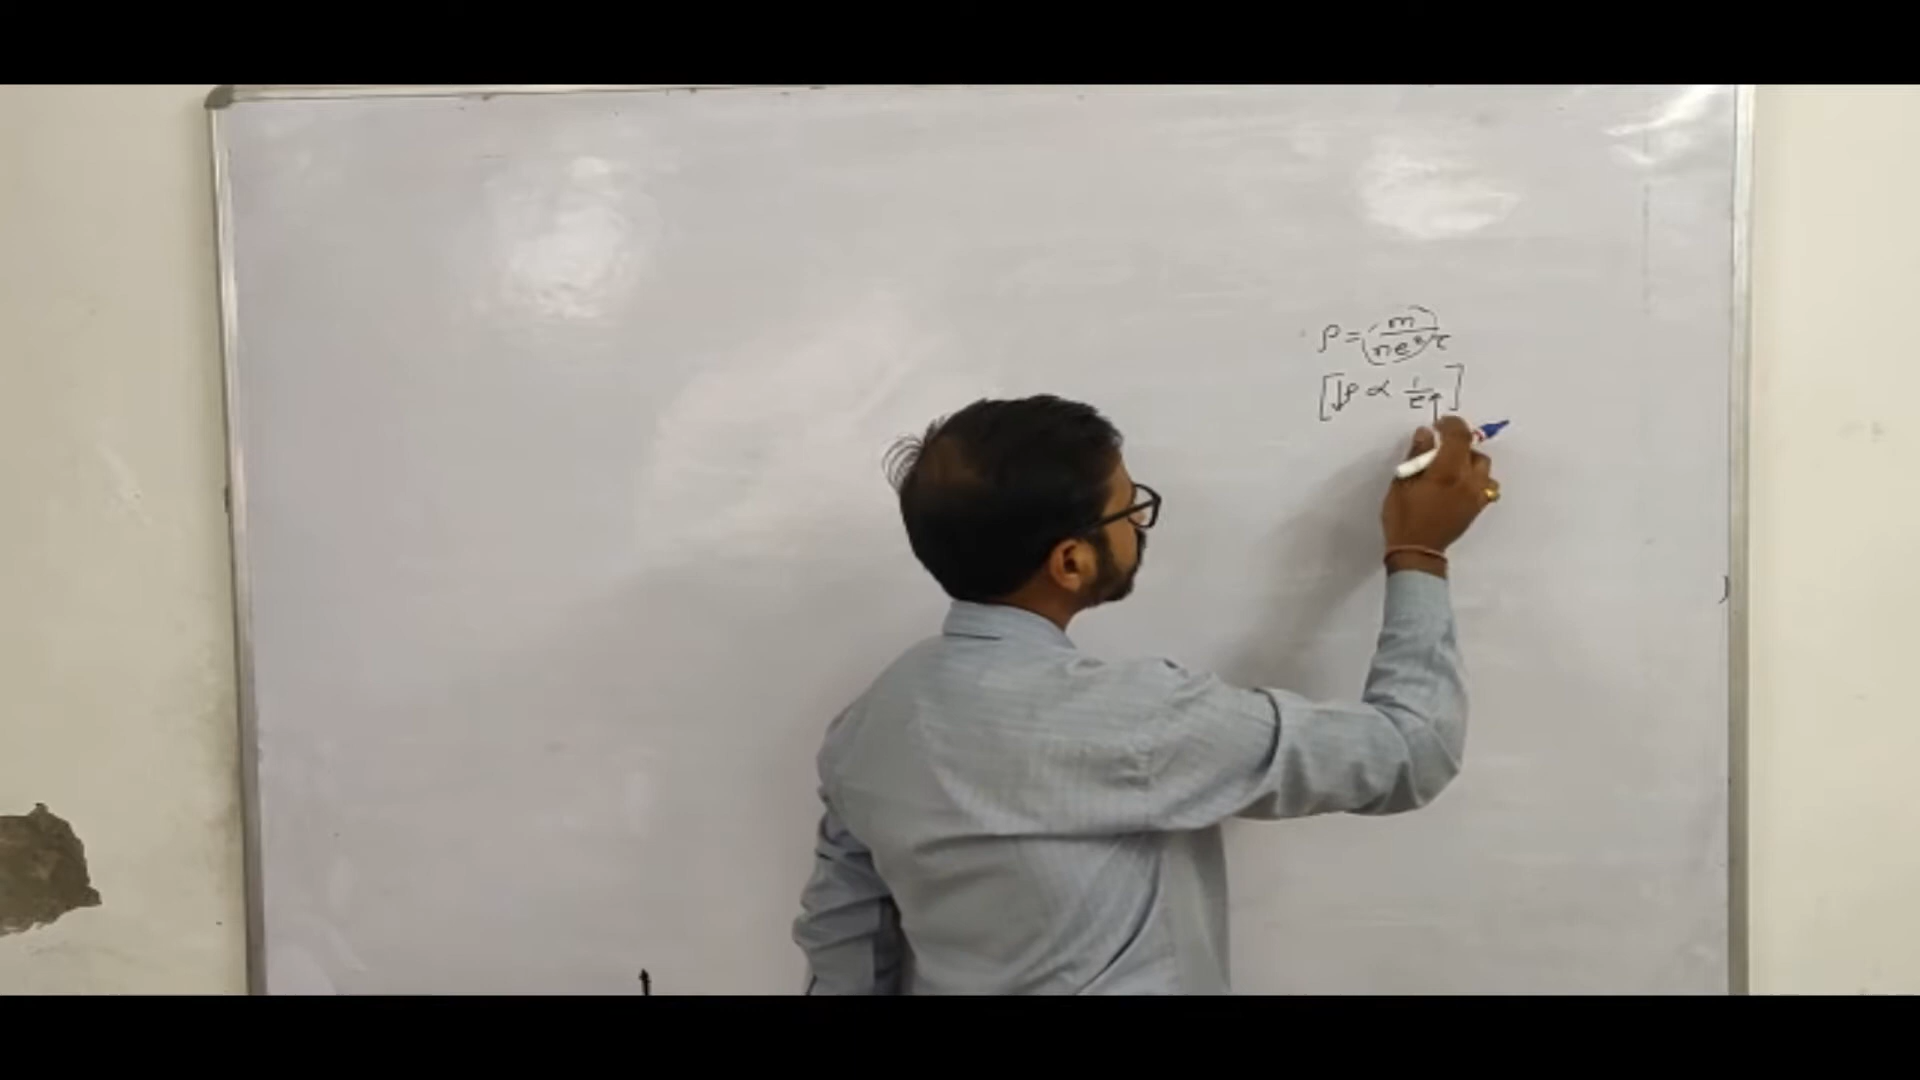 ρ = m/ne²τ
[↓ρ ∝ 1/τ↑]